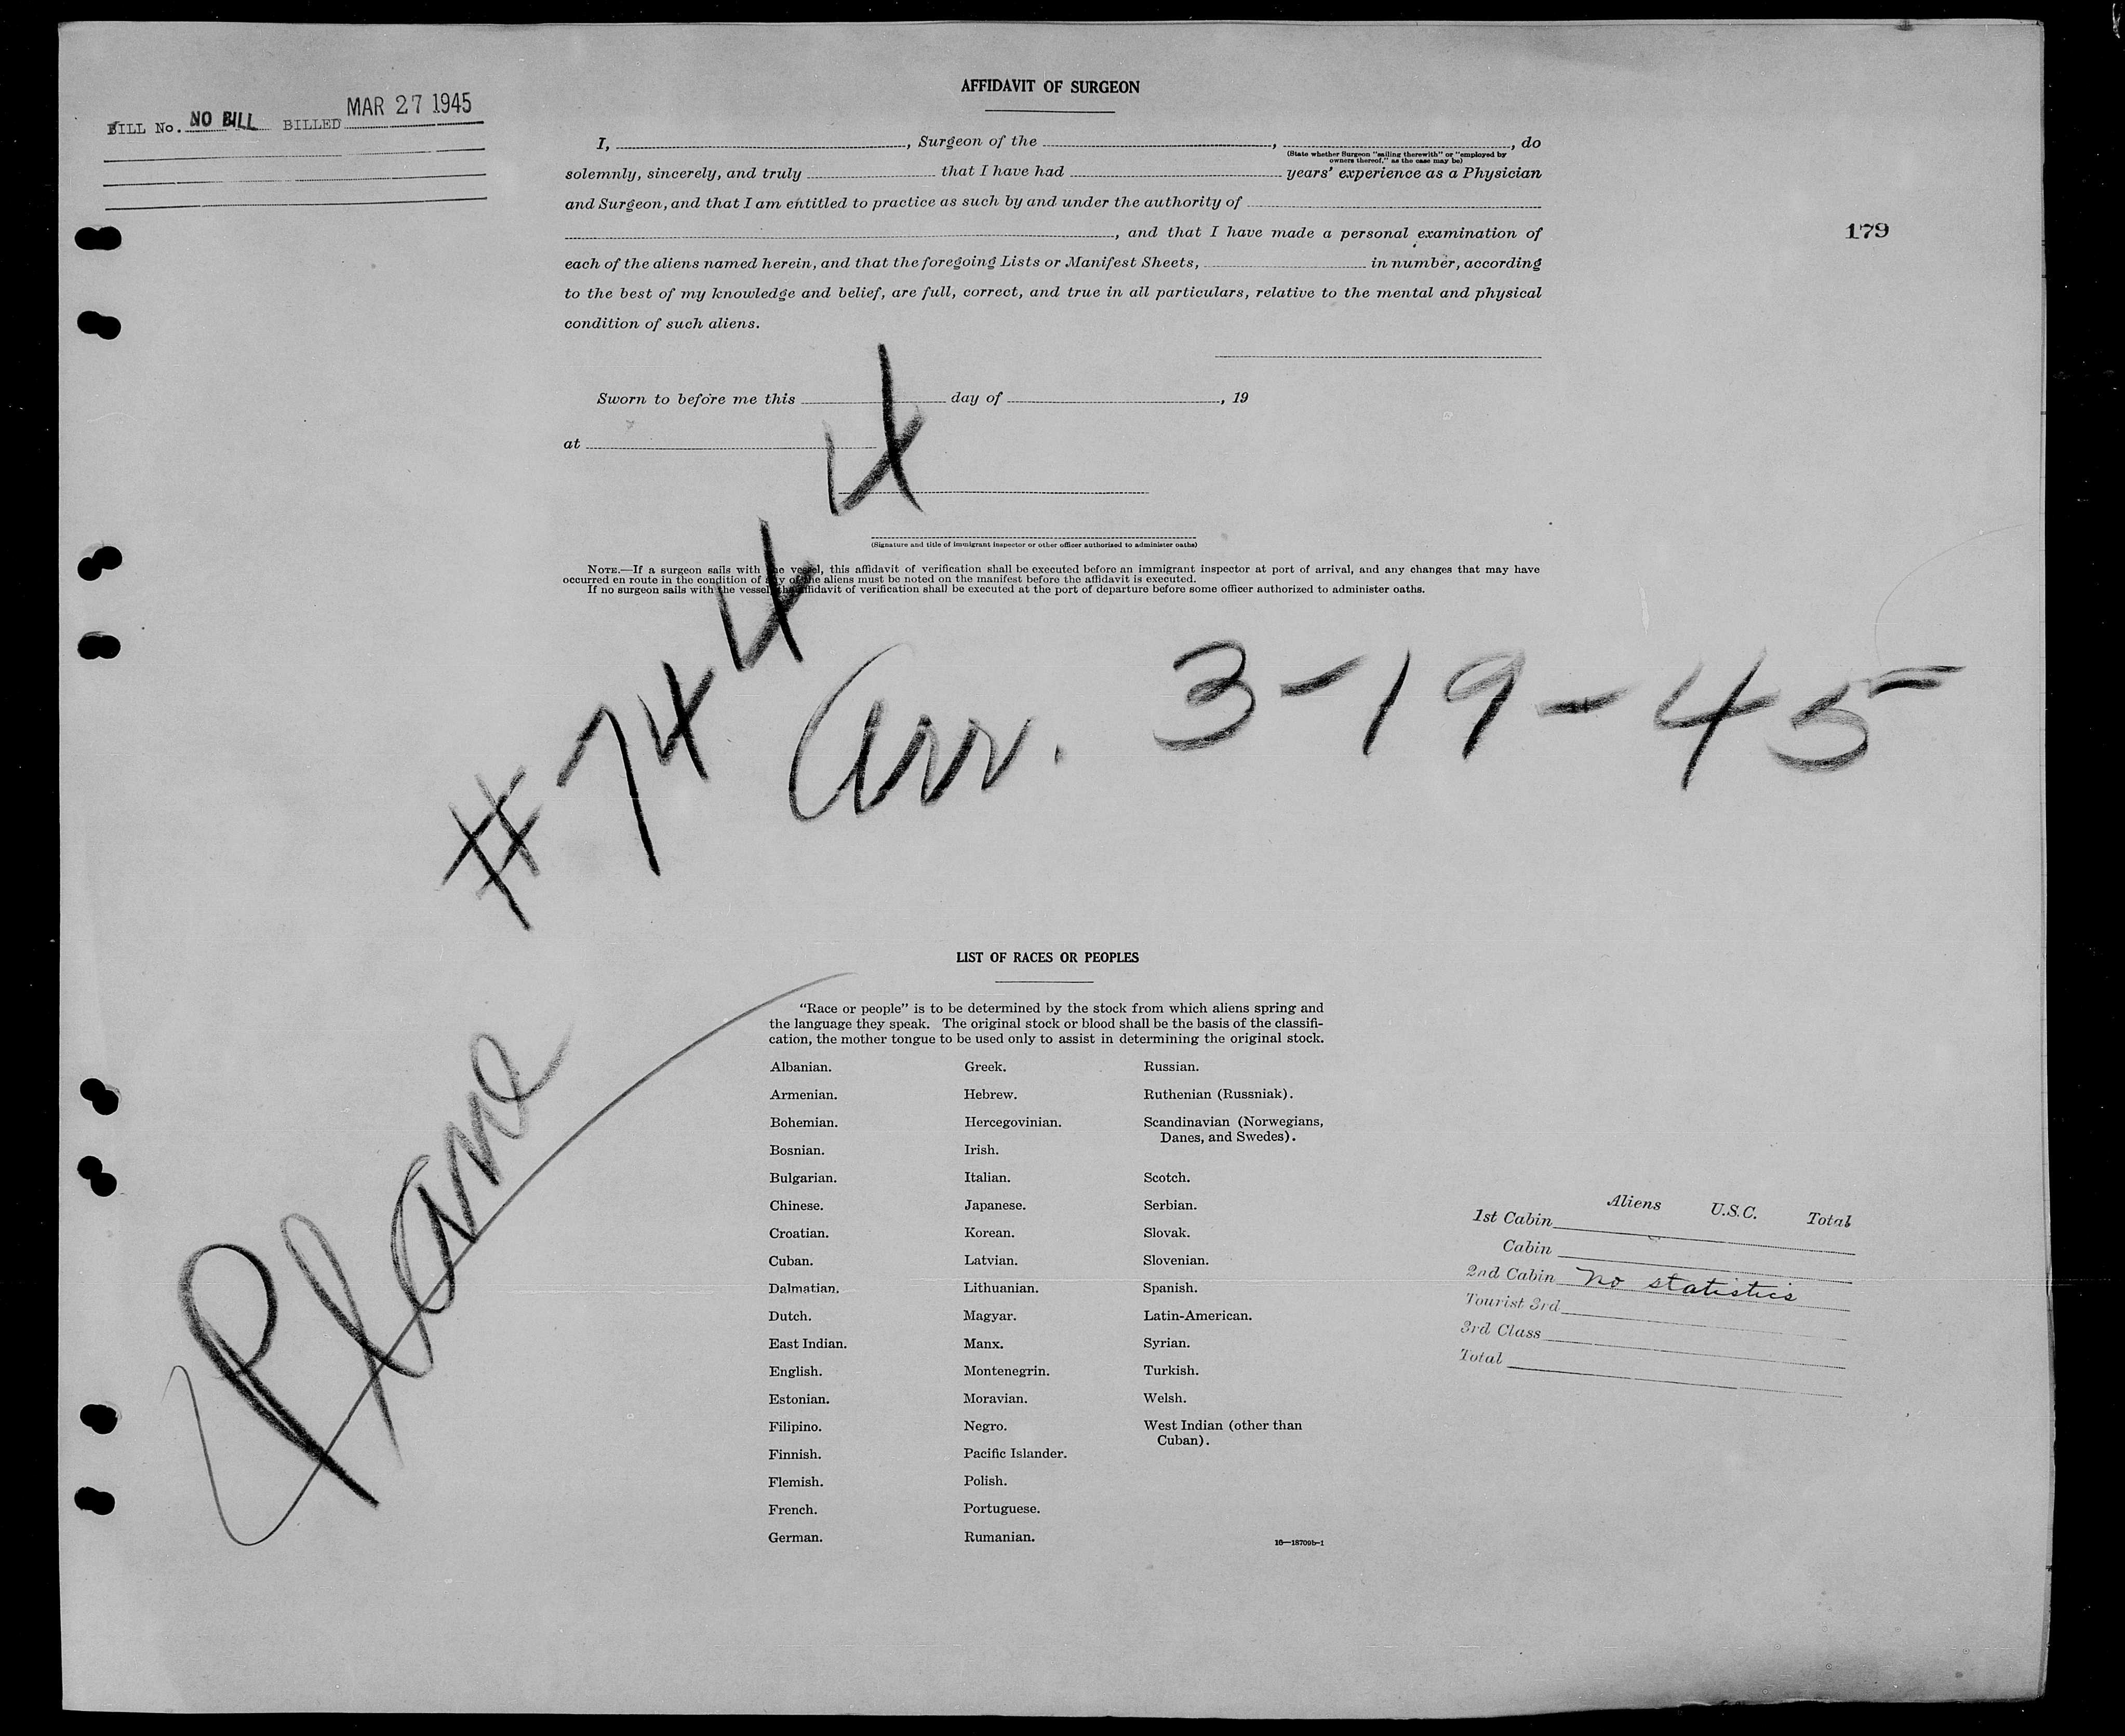 AFFIDAVIT OF SURGEON
BILL No. NO BILL BILLED MAR 27 1945
I, , Surgeon of the , , do
(State whether Surgeon "sailing therewith" or "employed by
owners thereof," as the case may be)
solemnly, sincerely, and truly that I have had years' experience as a Physician
and Surgeon, and that I am entitled to practice as such by and under the authority of
, and that I have made a personal examination of
179
each of the aliens named herein, and that the foregoing Lists or Manifest Sheets, in number, according
to the best of my knowledge and belief, are full, correct, and true in all particulars, relative to the mental and physical
condition of such aliens.
Sworn to before me this day of , 19
at
(Signature and title of immigrant inspector or other officer authorized to administer oaths)
NOTE.—If a surgeon sails with the vessel, this affidavit of verification shall be executed before an immigrant inspector at port of arrival, and any changes that may have
occurred en route in the condition of any of the aliens must be noted on the manifest before the affidavit is executed.
If no surgeon sails with the vessel, the affidavit of verification shall be executed at the port of departure before some officer authorized to administer oaths.
#7444
Arr. 3-19-45
Plane
LIST OF RACES OR PEOPLES
"Race or people" is to be determined by the stock from which aliens spring and
the language they speak. The original stock or blood shall be the basis of the classifi-
cation, the mother tongue to be used only to assist in determining the original stock.
Albanian.
Armenian.
Bohemian.
Bosnian.
Bulgarian.
Chinese.
Croatian.
Cuban.
Dalmatian.
Dutch.
East Indian.
English.
Estonian.
Filipino.
Finnish.
Flemish.
French.
German.
Greek.
Hebrew.
Hercegovinian.
Irish.
Italian.
Japanese.
Korean.
Latvian.
Lithuanian.
Magyar.
Manx.
Montenegrin.
Moravian.
Negro.
Pacific Islander.
Polish.
Portuguese.
Rumanian.
Russian.
Ruthenian (Russniak).
Scandinavian (Norwegians,
Danes, and Swedes).
Scotch.
Serbian.
Slovak.
Slovenian.
Spanish.
Latin-American.
Syrian.
Turkish.
Welsh.
West Indian (other than
Cuban).
16—18709b-1
Aliens U.S.C. Total
1st Cabin
Cabin
2nd Cabin no statistics
Tourist 3rd
3rd Class
Total